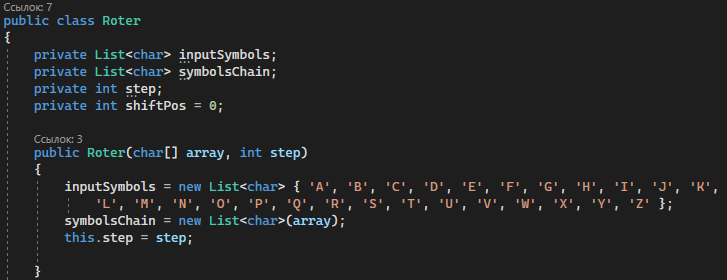 Ссылок: 7
public class Roter
{
private List<char> inputSymbols;
private List<char> symbolsChain;
private int step;
private int shiftPos = 0;
Ссылок: 3
public Roter(char[] array, int step)
{
inputSymbols = new List<char> { 'A', 'B', 'C', 'D', 'E', 'F', 'G', 'H', 'I', 'J', 'K',
'L', 'M', 'N', 'O', 'P', 'Q', 'R', 'S', 'T', 'U', 'V', 'W', 'X', 'Y', 'Z' };
symbolsChain = new List<char>(array);
this.step = step;
}